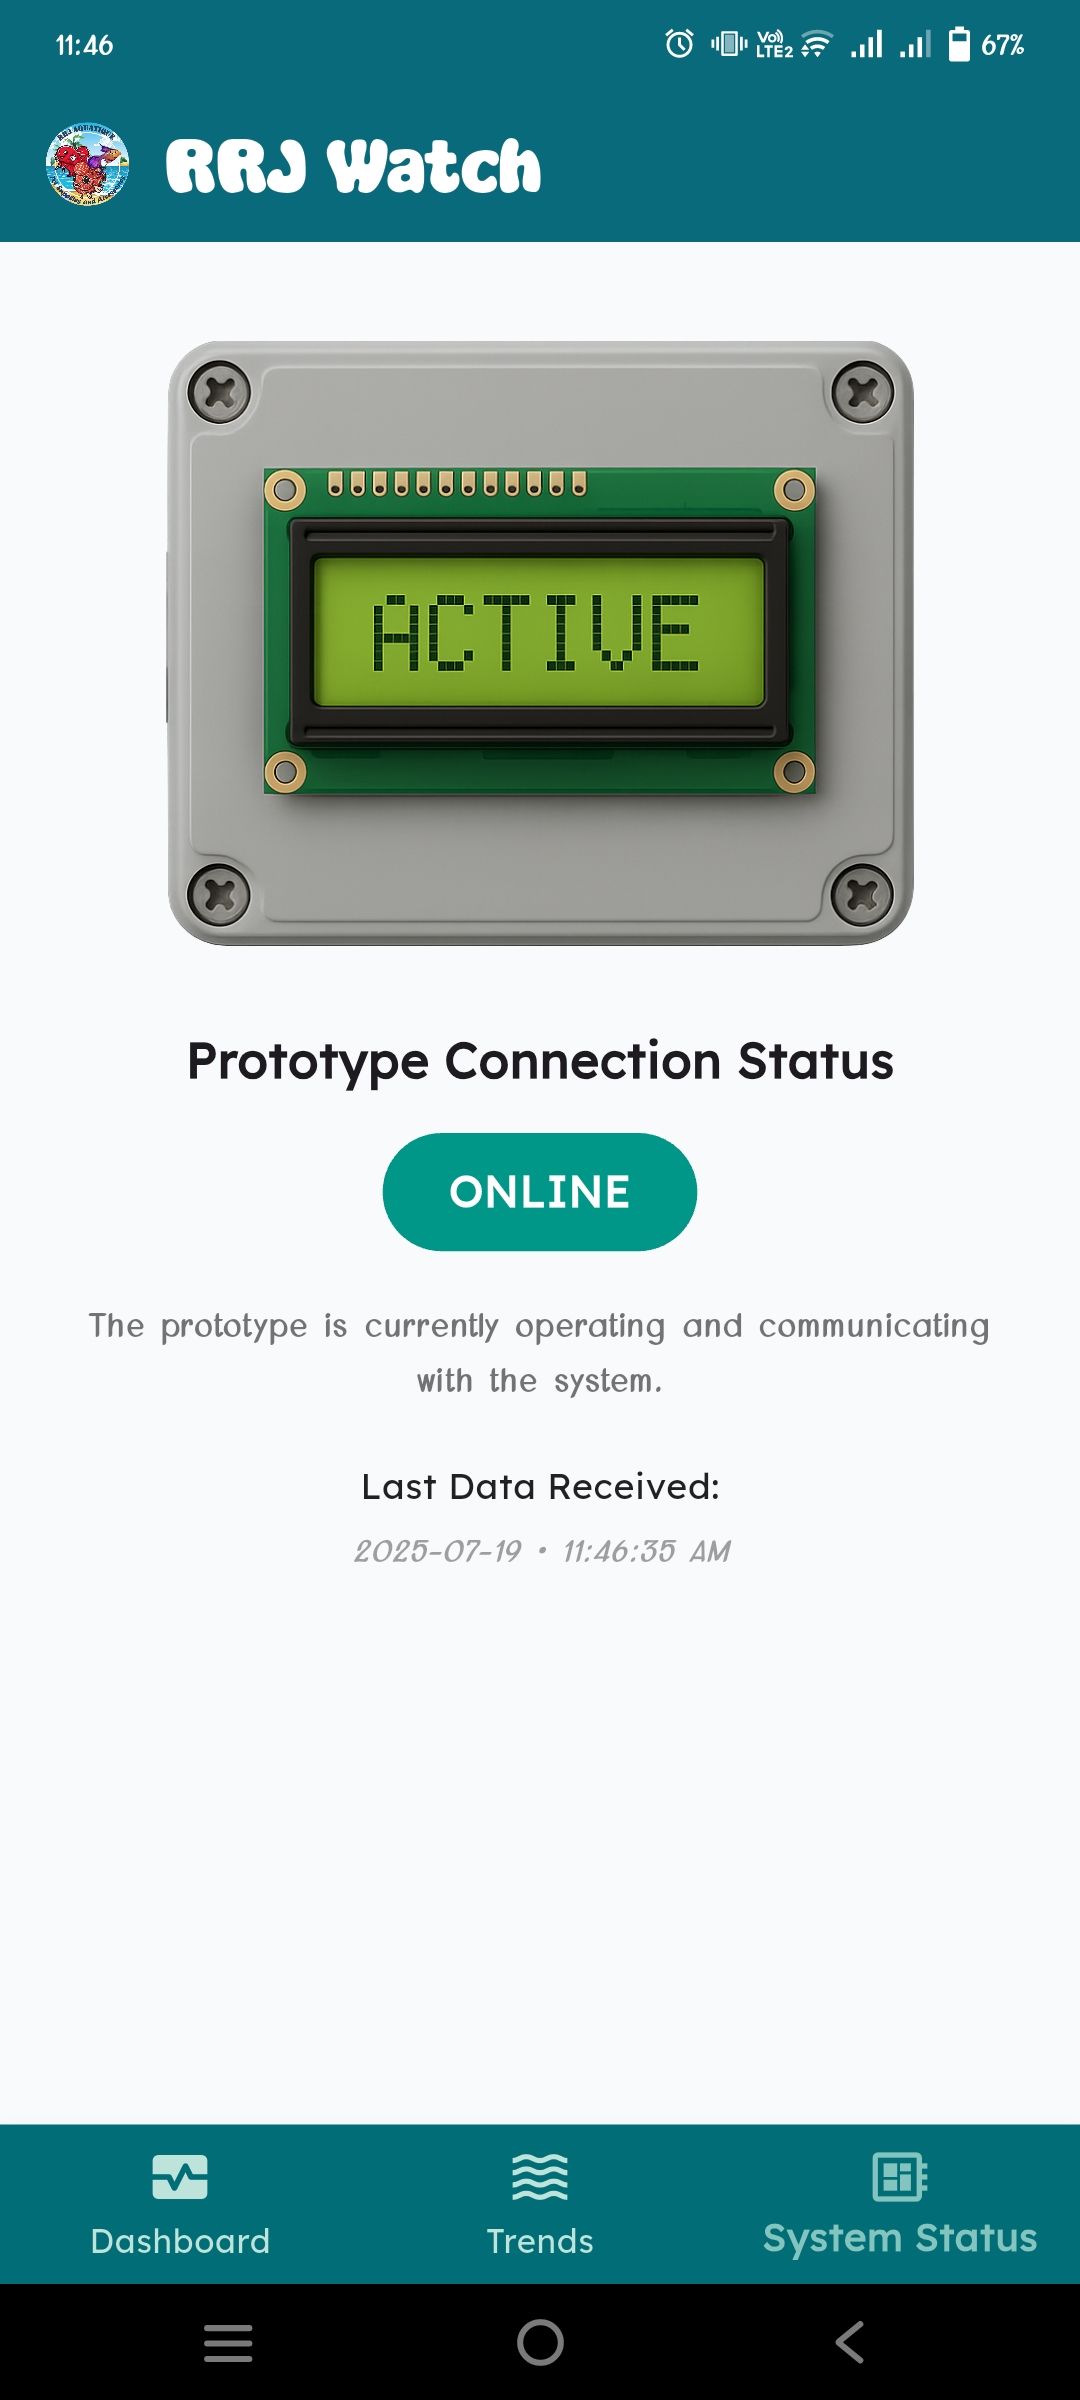 11:46
Vo))
LTE2
67%
RRJ AQUATIQUE
RRJ Watch
ACTIVE
Prototype Connection Status
ONLINE
The prototype is currently operating and communicating
with the system.
Last Data Received:
2025-07-19 • 11:46:35 AM
Dashboard
Trends
System Status